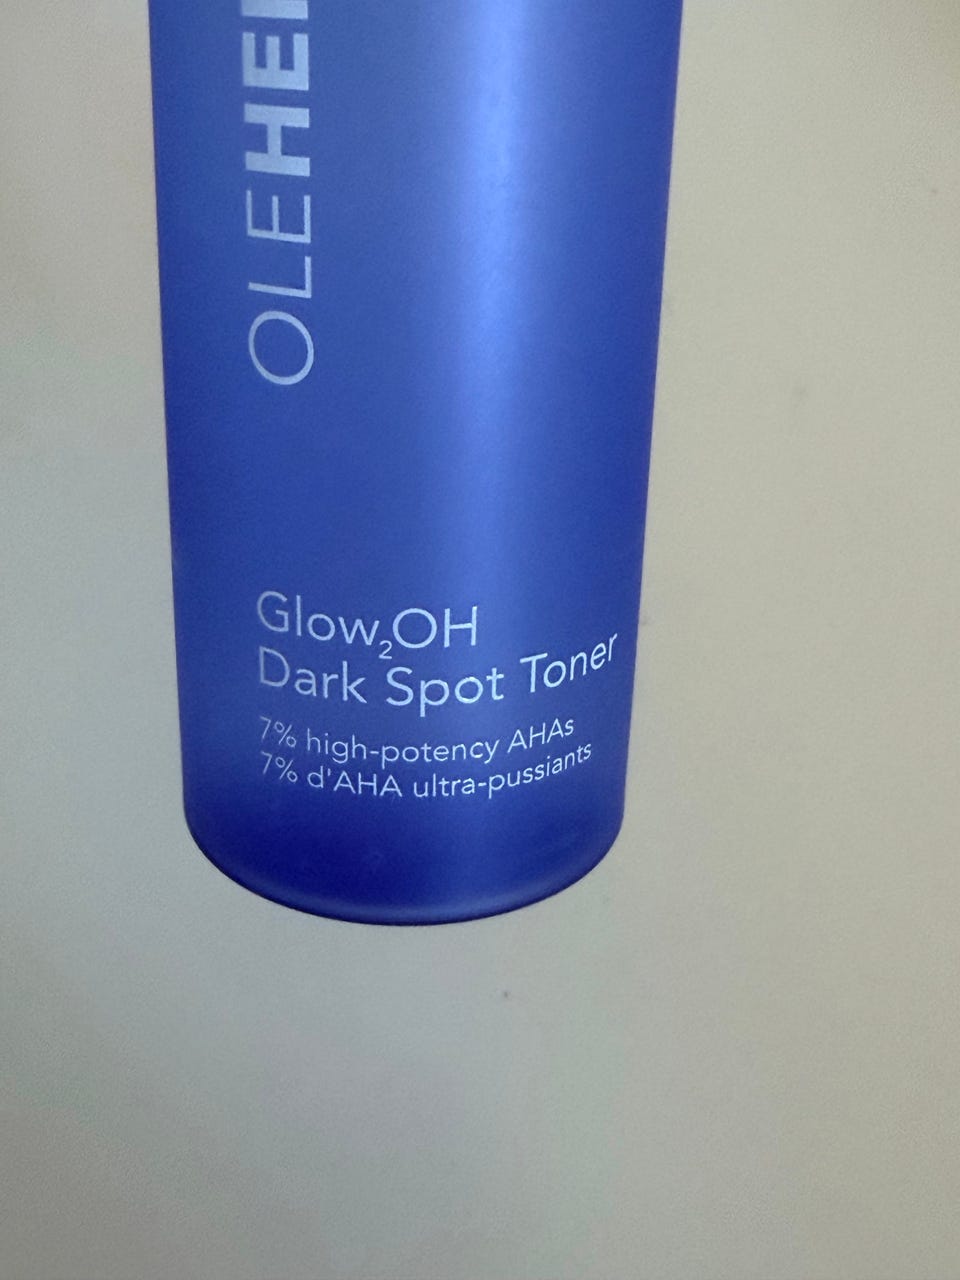 OLEHE
Glow₂OH
Dark Spot Toner
7% high-potency AHAs
7% d'AHA ultra-pussiants